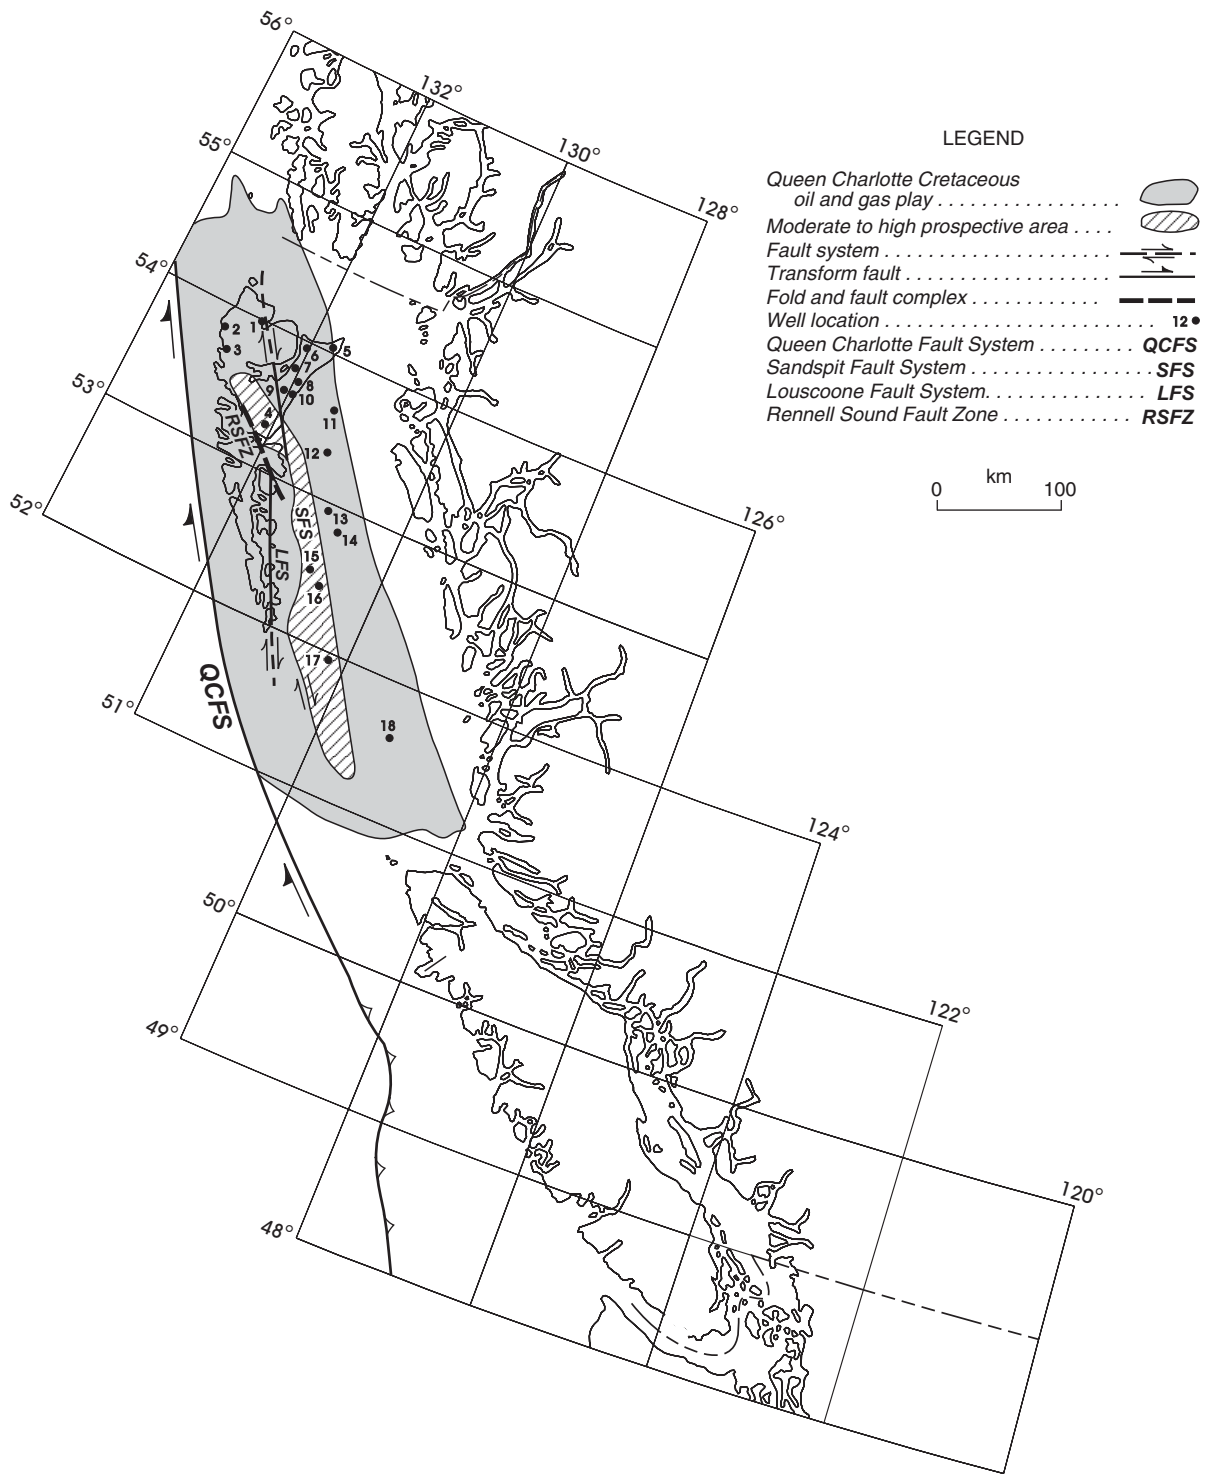 56°
132°
55°
130°
128°
54°
53°
52°
51°
50°
49°
48°
126°
124°
122°
120°
1
2
3
4
5
6
7
8
9
10
11
12
13
14
15
16
17
18
RSFZ
SFS
LFS
QCFS
LEGEND
Queen Charlotte Cretaceous
oil and gas play . . . . . . . . . . . . . . . . .
Moderate to high prospective area . . . .
Fault system . . . . . . . . . . . . . . . . . . . . . .
Transform fault . . . . . . . . . . . . . . . . . . . .
Fold and fault complex . . . . . . . . . . . .
Well location . . . . . . . . . . . . . . . . . . . . . . . . . . 12
Queen Charlotte Fault System . . . . . . . . . QCFS
Sandspit Fault System . . . . . . . . . . . . . . . . . SFS
Louscoone Fault System. . . . . . . . . . . . . . . LFS
Rennell Sound Fault Zone . . . . . . . . . . . . RSFZ
km
0 100